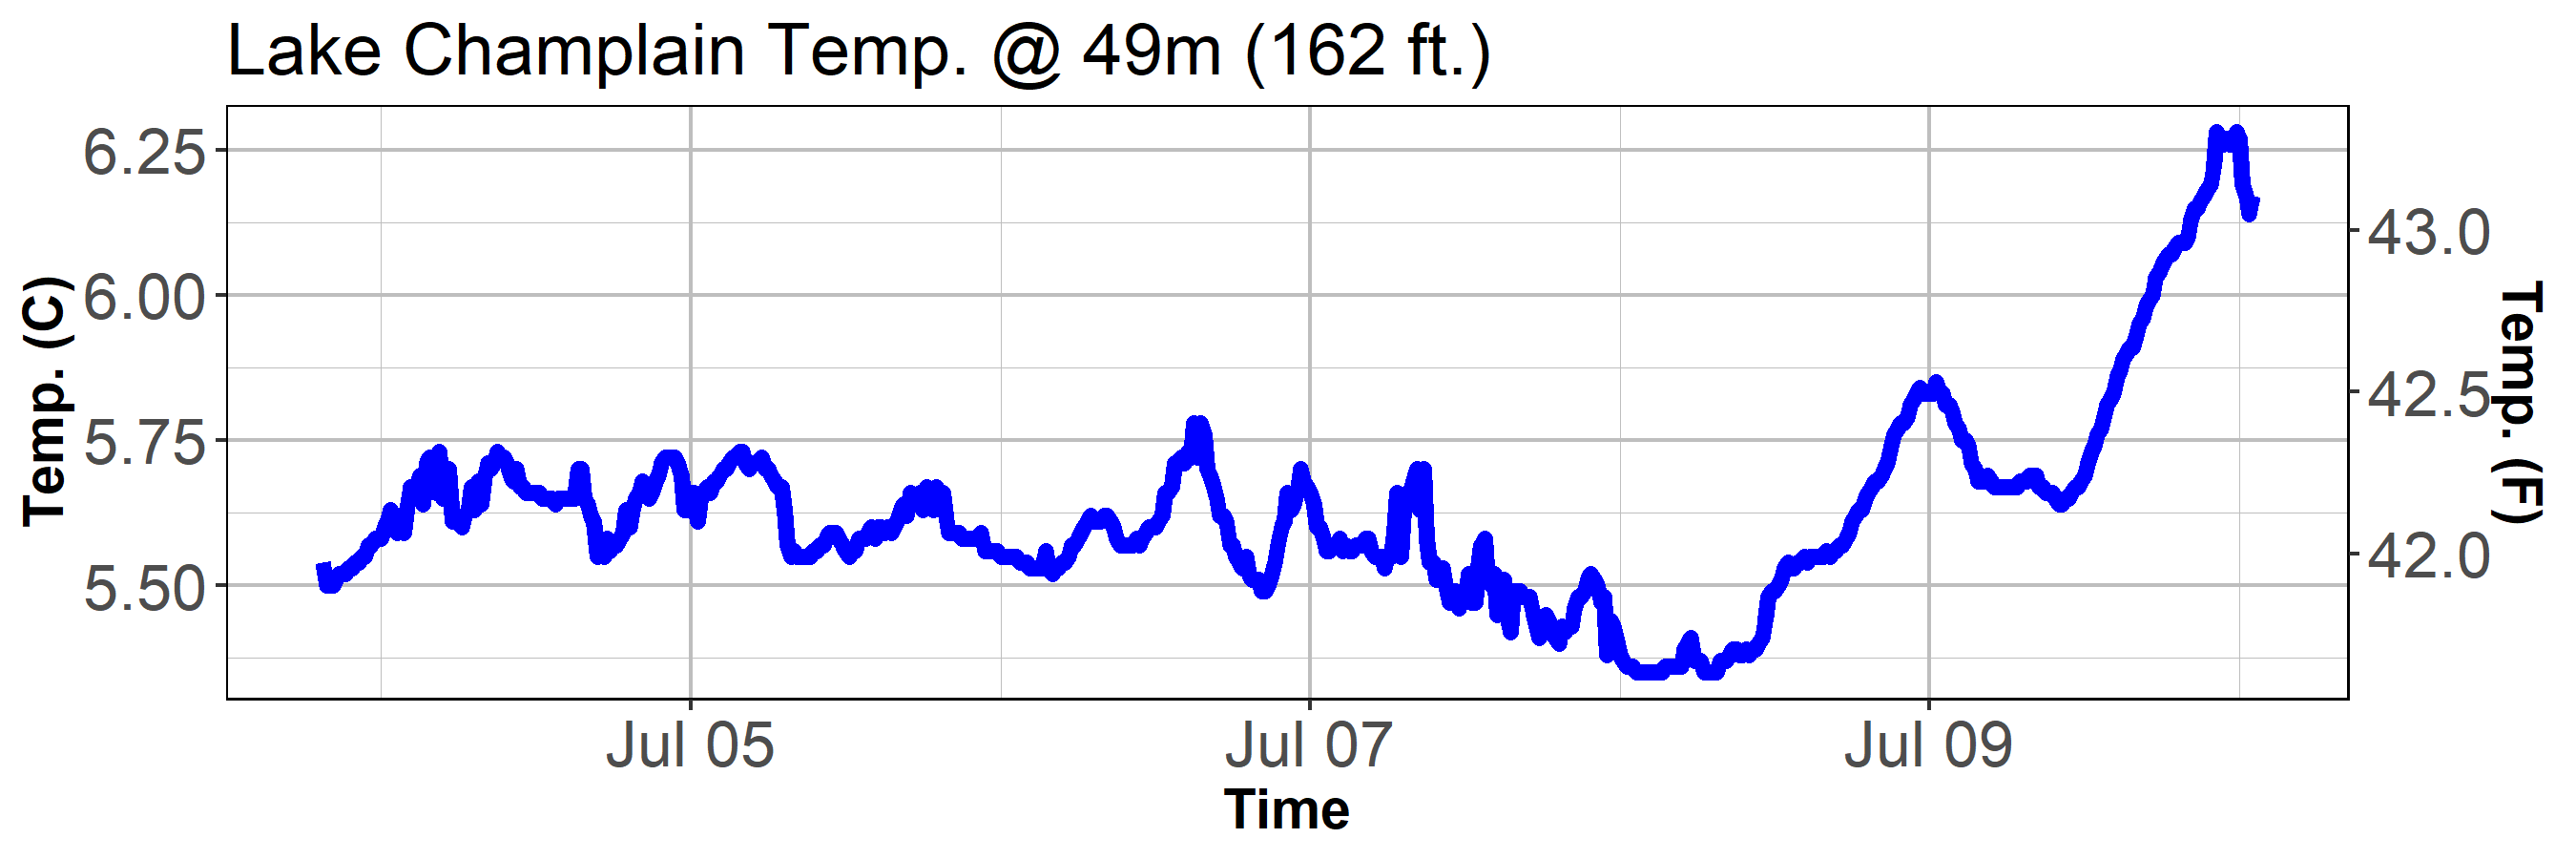 Lake Champlain Temp. @ 49m (162 ft.)
6.25
6.00
5.75
5.50
Temp. (C)
43.0
42.5
42.0
Temp. (F)
Jul 05
Jul 07
Jul 09
Time